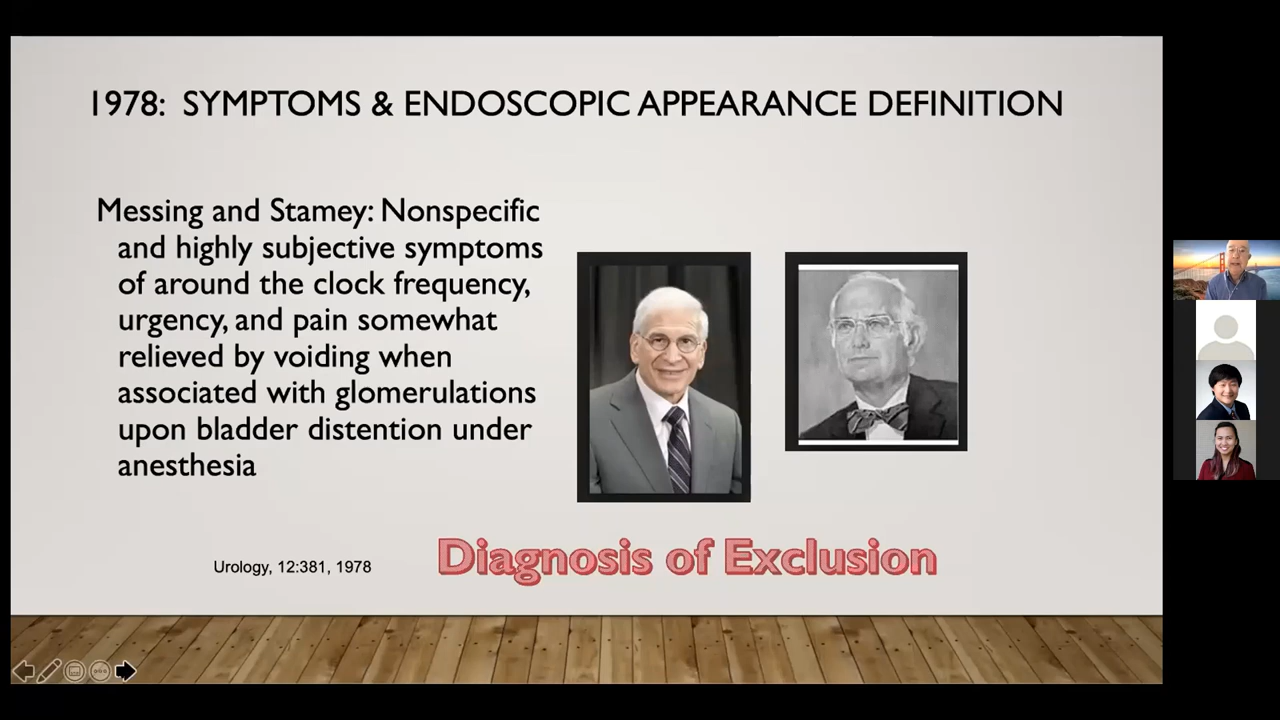 1978: SYMPTOMS & ENDOSCOPIC APPEARANCE DEFINITION
Messing and Stamey: Nonspecific
and highly subjective symptoms
of around the clock frequency,
urgency, and pain somewhat
relieved by voiding when
associated with glomerulations
upon bladder distention under
anesthesia
Urology, 12:381, 1978
Diagnosis of Exclusion